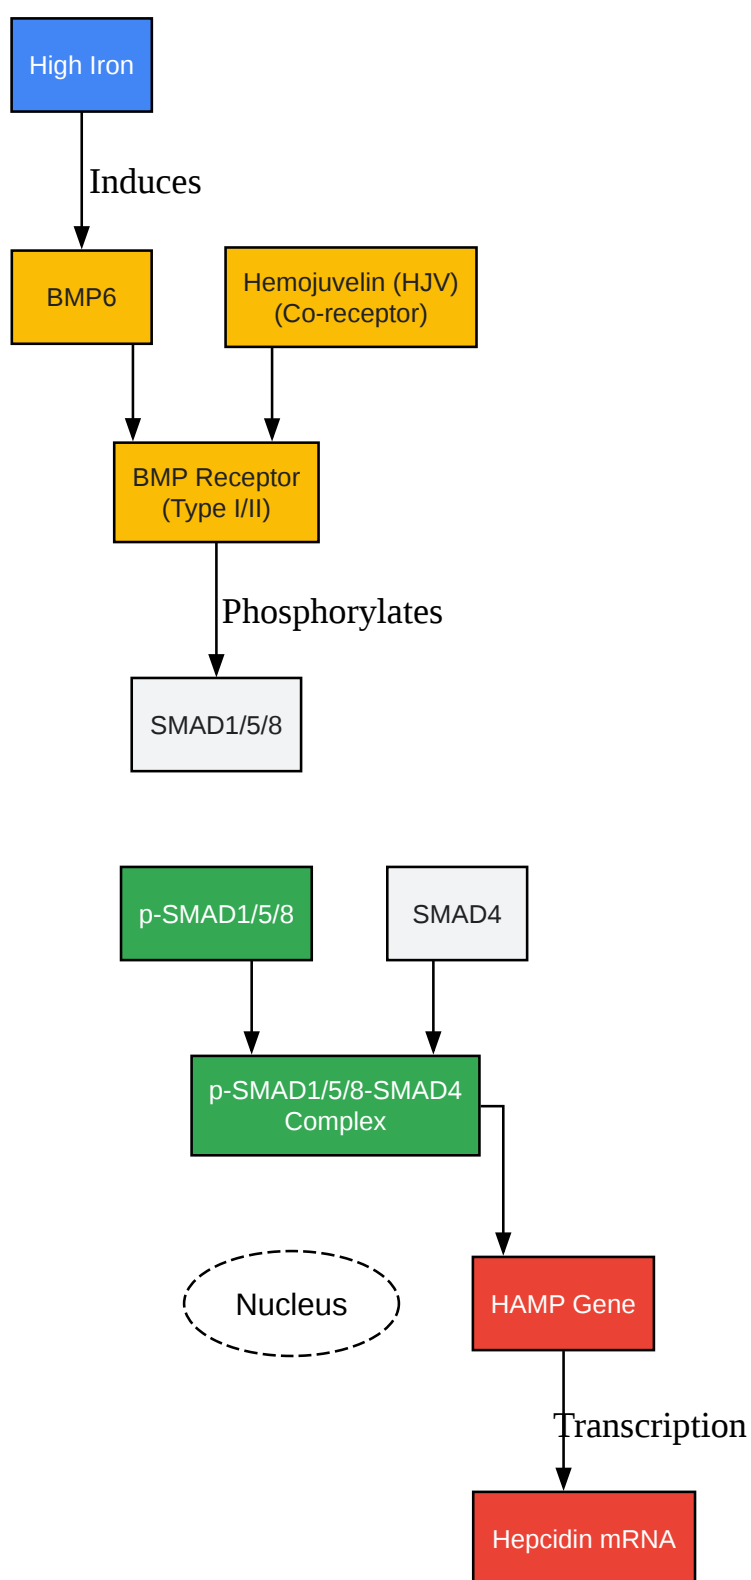 High Iron
Induces
BMP6
Hemojuvelin (HJV)
(Co-receptor)
BMP Receptor
(Type I/II)
Phosphorylates
SMAD1/5/8
p-SMAD1/5/8
SMAD4
p-SMAD1/5/8-SMAD4
Complex
Nucleus
HAMP Gene
Transcription
Hepcidin mRNA